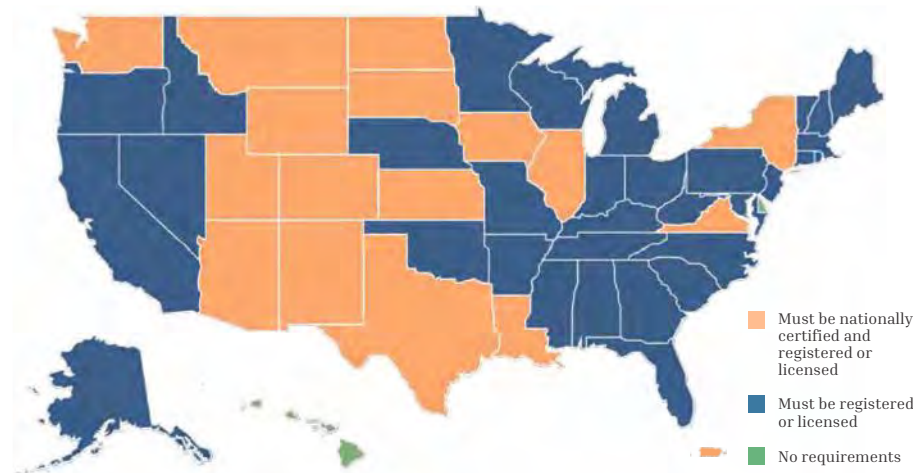 Must be nationally
certified and
registered or
licensed
Must be registered
or licensed
No requirements